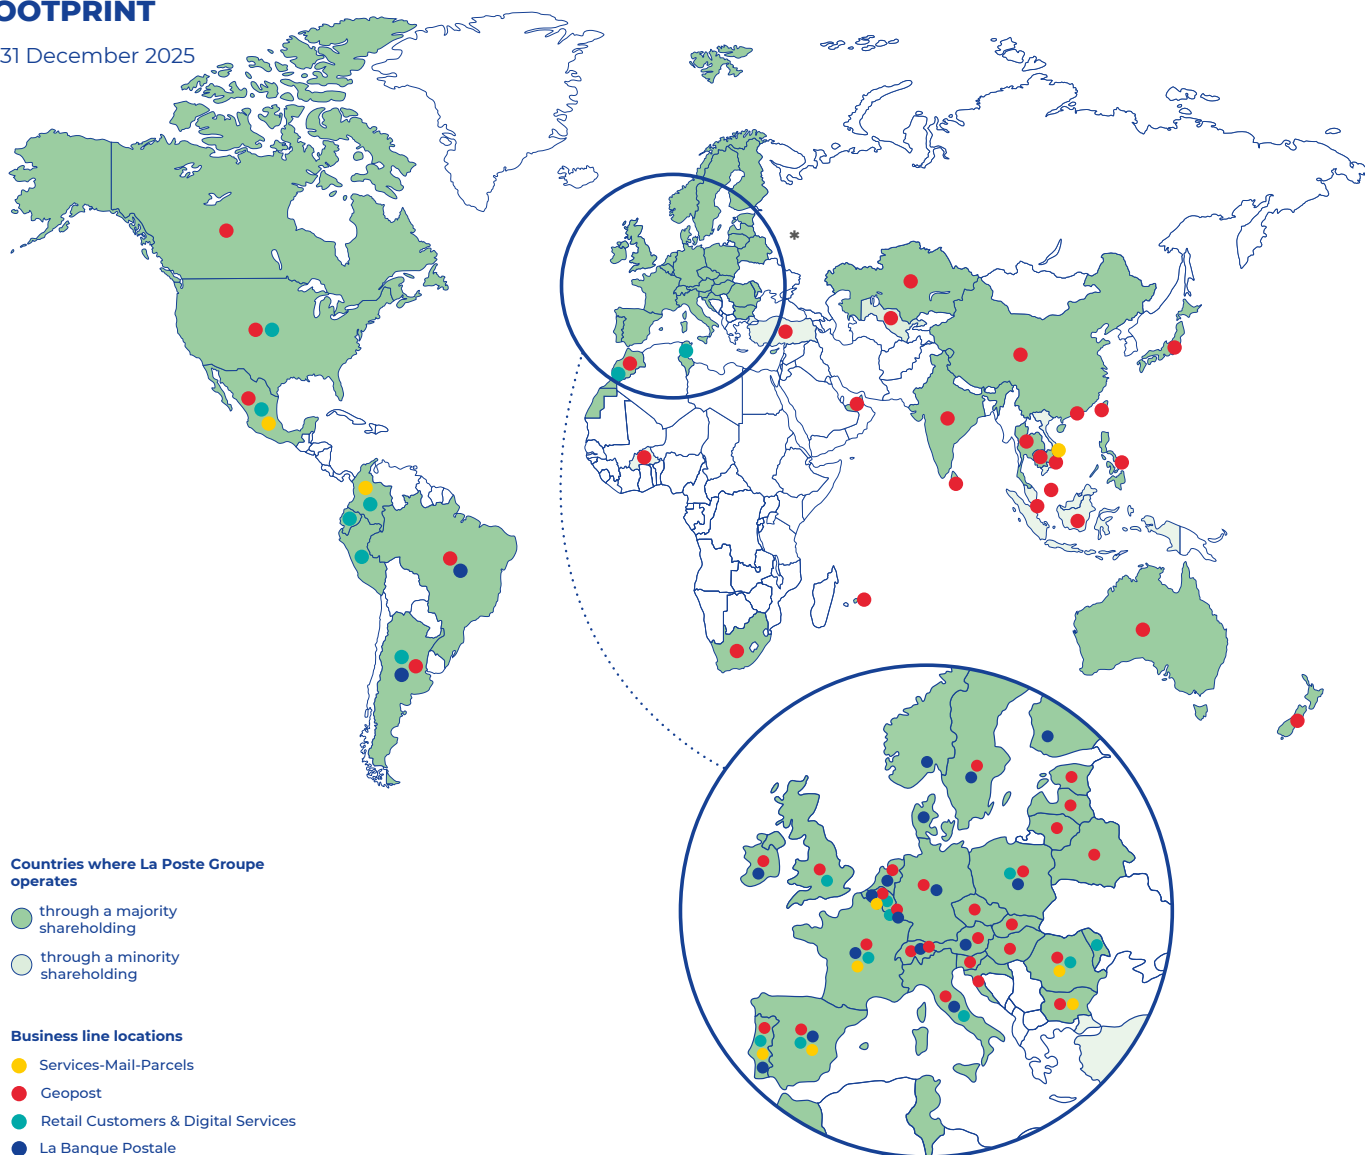 OOTPRINT
31 December 2025
*
Countries where La Poste Groupe
operates
through a majority
shareholding
through a minority
shareholding
Business line locations
Services-Mail-Parcels
Geopost
Retail Customers & Digital Services
La Banque Postale